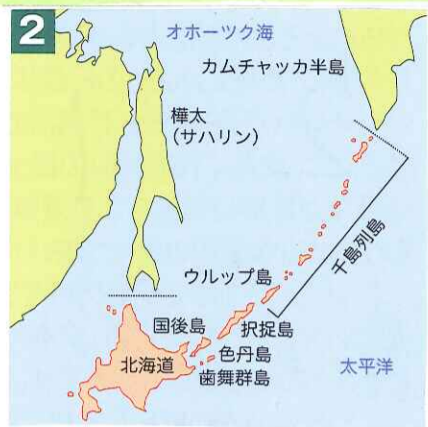 2
オホーツク海
カムチャッカ半島
樺太
(サハリン)
千島列島
ウルップ島
国後島
択捉島
北海道
色丹島
歯舞群島
太平洋